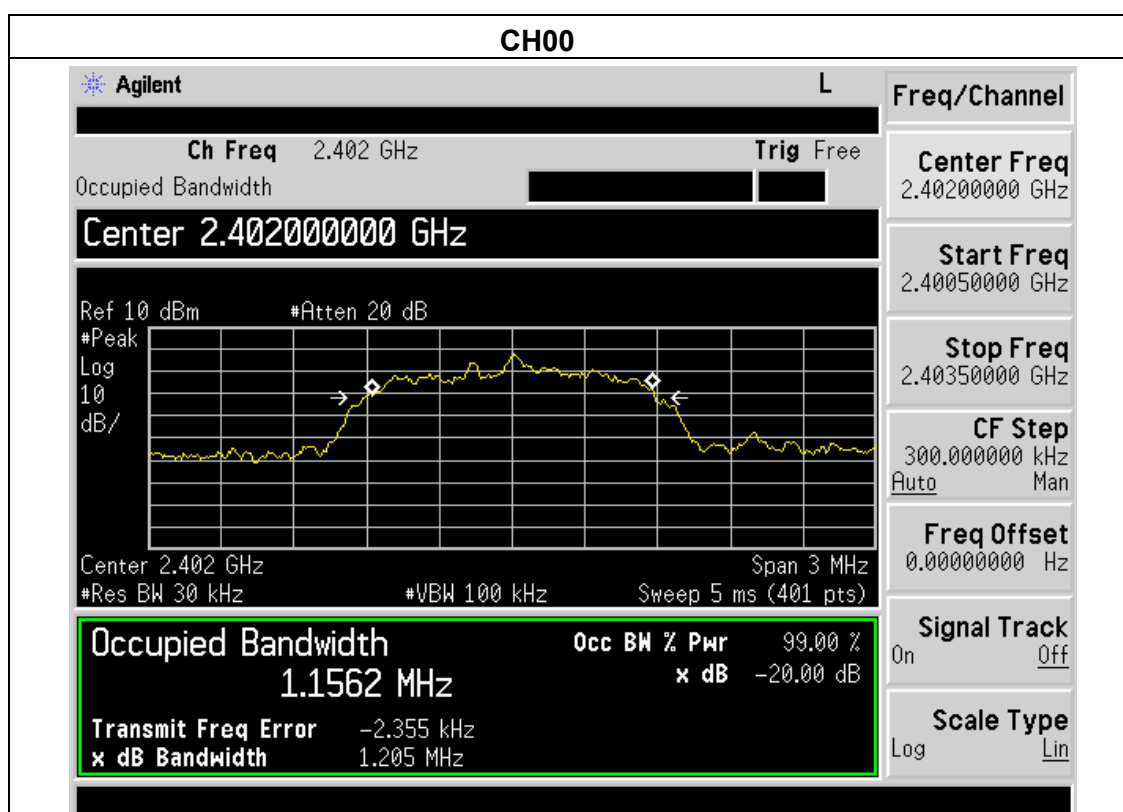 CH00
Agilent
L
Freq/Channel
Ch Freq 2.402 GHz Trig Free
Occupied Bandwidth
Center 2.402000000 GHz
Ref 10 dBm #Atten 20 dB
#Peak
Log
10
dB/
Center 2.402 GHz Span 3 MHz
#Res BW 30 kHz #VBW 100 kHz Sweep 5 ms (401 pts)
Occupied Bandwidth
1.1562 MHz
Occ BW % Pwr 99.00 %
x dB -20.00 dB
Transmit Freq Error -2.355 kHz
x dB Bandwidth 1.205 MHz
Center Freq
2.40200000 GHz
Start Freq
2.40050000 GHz
Stop Freq
2.40350000 GHz
CF Step
300.000000 kHz
Auto Man
Freq Offset
0.00000000 Hz
Signal Track
On Off
Scale Type
Log Lin